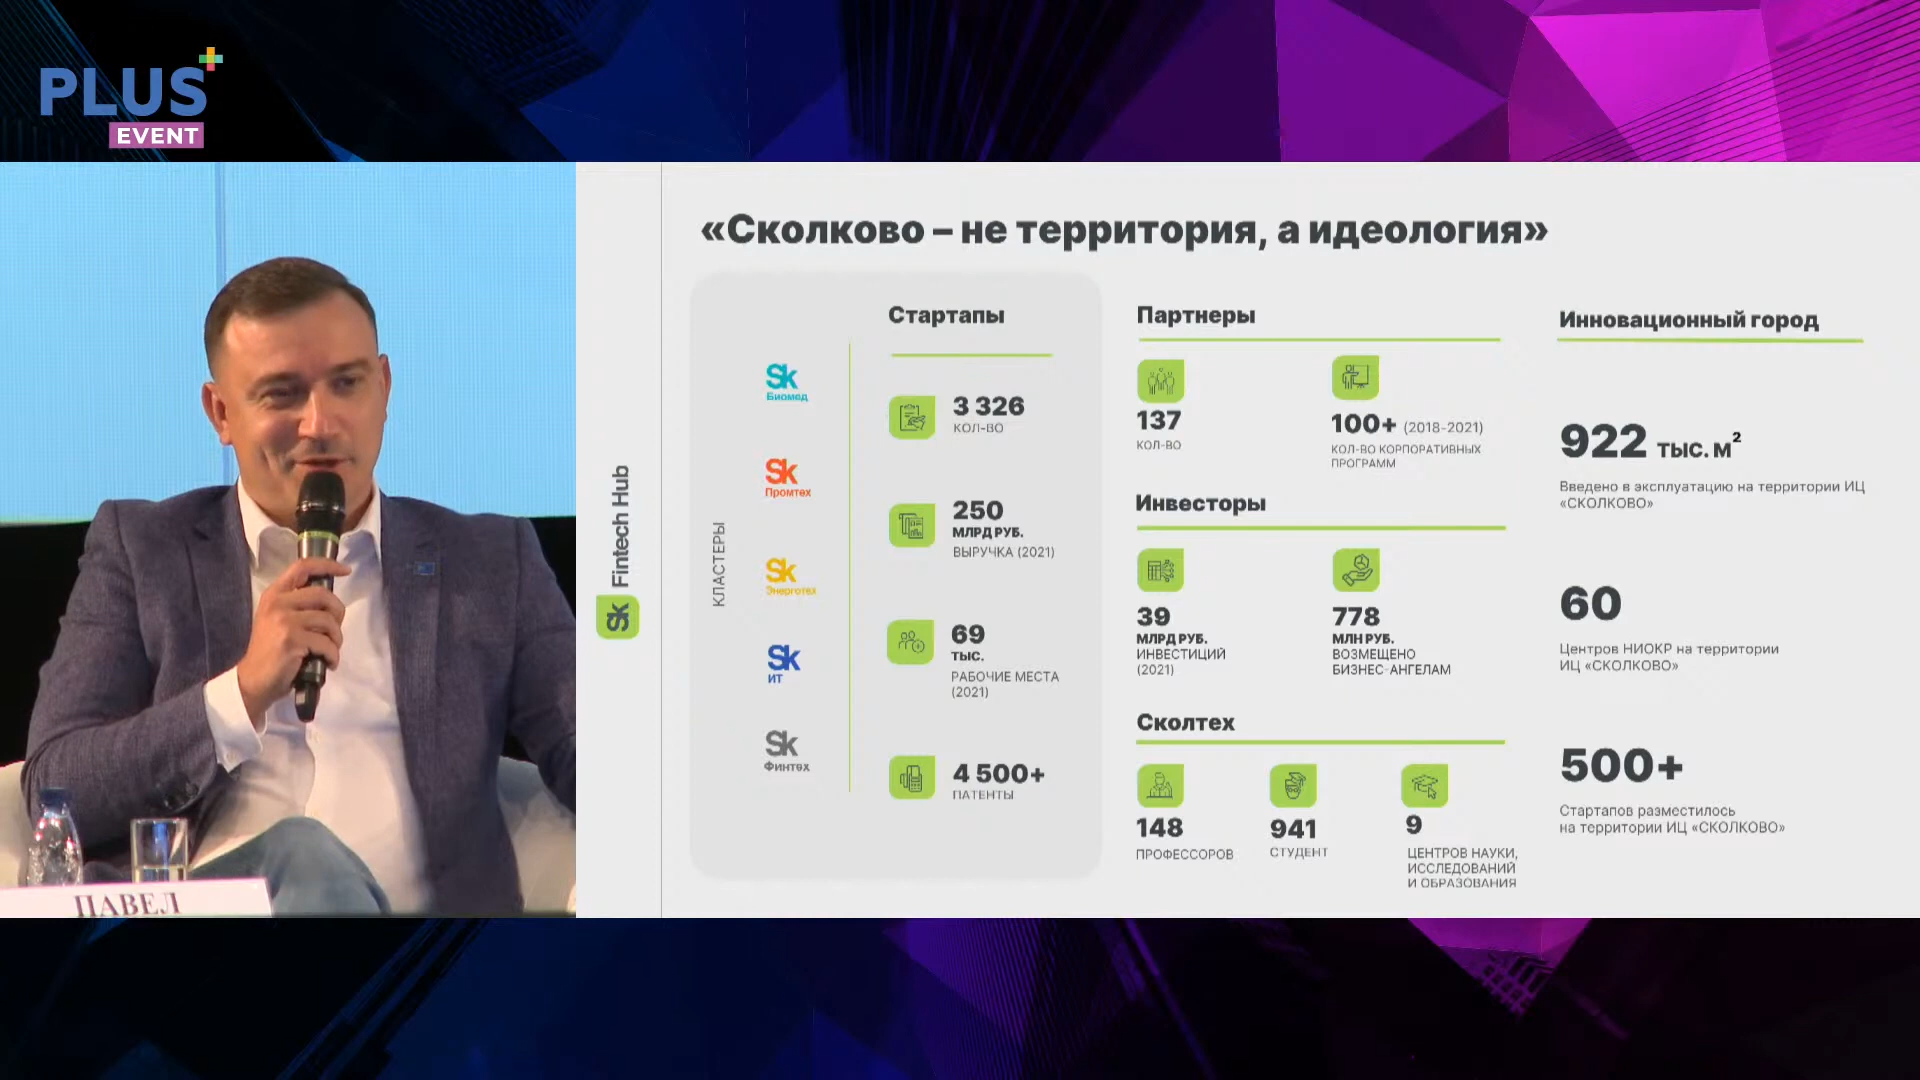 PLUS
EVENT
ПАВЕЛ
Sk Fintech Hub
«Сколково – не территория, а идеология»
КЛАСТЕРЫ
Sk
Биомед
Sk
Промтех
Sk
Энерготех
Sk
ИТ
Sk
Финтех
Стартапы
3 326
КОЛ-ВО
250
МЛРД РУБ.
ВЫРУЧКА (2021)
69
ТЫС.
РАБОЧИЕ МЕСТА
(2021)
4 500+
ПАТЕНТЫ
Партнеры
137
КОЛ-ВО
100+ (2018-2021)
КОЛ-ВО КОРПОРАТИВНЫХ
ПРОГРАММ
Инвесторы
39
МЛРД РУБ.
ИНВЕСТИЦИЙ
(2021)
778
МЛН РУБ.
ВОЗМЕЩЕНО
БИЗНЕС-АНГЕЛАМ
Сколтех
148
ПРОФЕССОРОВ
941
СТУДЕНТ
9
ЦЕНТРОВ НАУКИ,
ИССЛЕДОВАНИЙ
И ОБРАЗОВАНИЯ
Инновационный город
922 ТЫС. М²
Введено в эксплуатацию на территории ИЦ
«СКОЛКОВО»
60
Центров НИОКР на территории
ИЦ «СКОЛКОВО»
500+
Стартапов разместилось
на территории ИЦ «СКОЛКОВО»